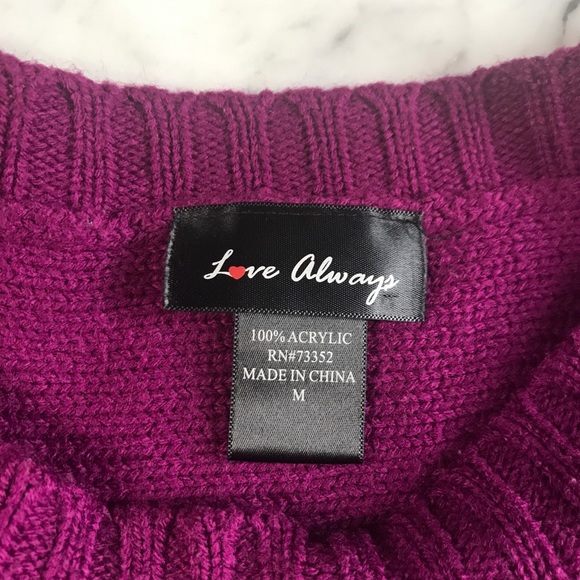 Love Always
100% ACRYLIC
RN#73352
MADE IN CHINA
M